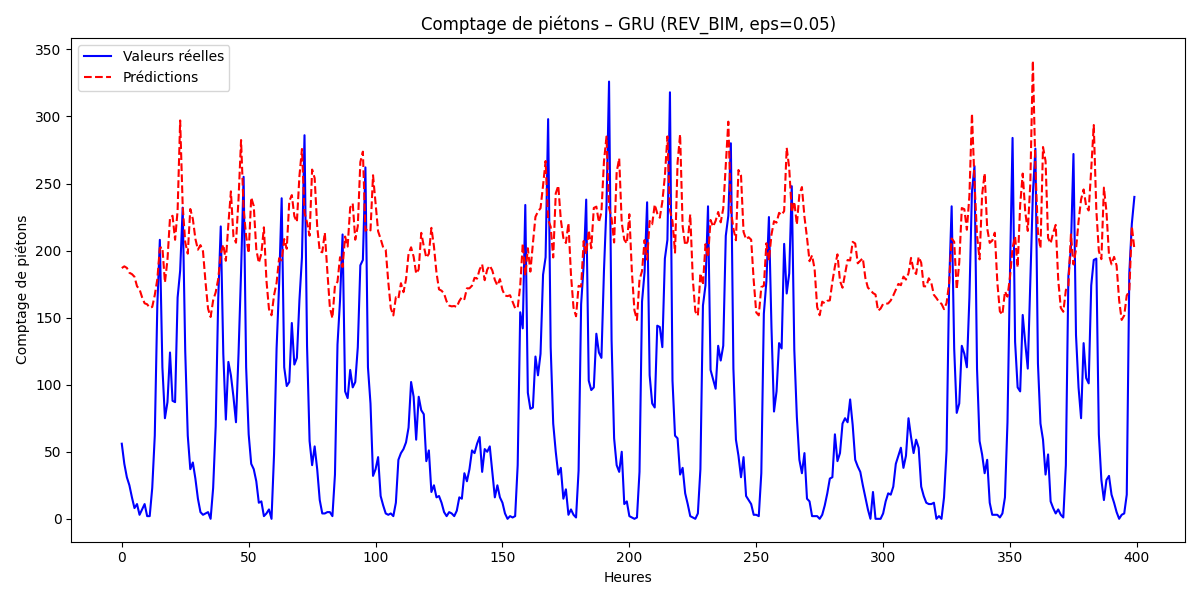 Comptage de piétons – GRU (REV_BIM, eps=0.05)
Valeurs réelles
Prédictions
Comptage de piétons
350
300
250
200
150
100
50
0
0 50 100 150 200 250 300 350 400
Heures